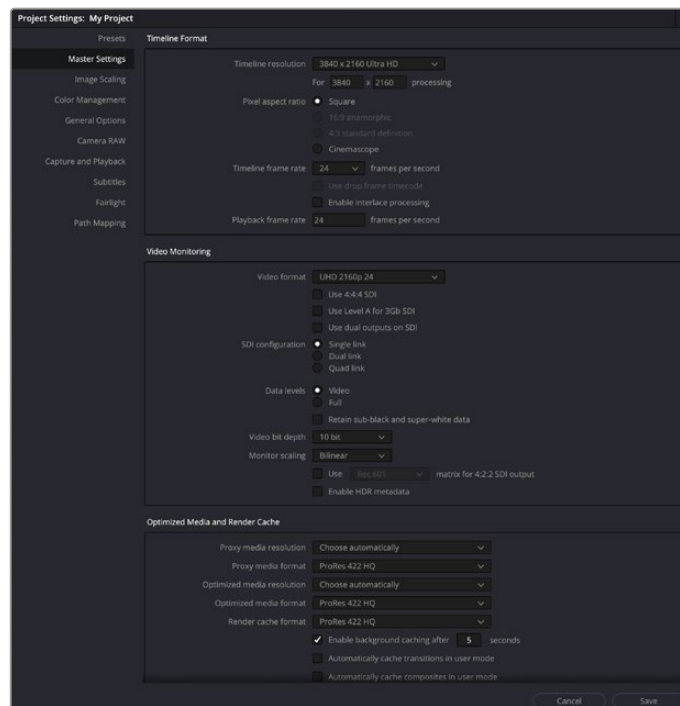 Project Settings: My Project
Presets
Master Settings
Image Scaling
Color Management
General Options
Camera RAW
Capture and Playback
Subtitles
Fairlight
Path Mapping
Timeline Format
Timeline resolution 3840 x 2160 Ultra HD
For 3840 x 2160 processing
Pixel aspect ratio Square
16:9 anamorphic
4:3 standard definition
Cinemascope
Timeline frame rate 24 frames per second
Use drop frame timecode
Enable interlace processing
Playback frame rate 24 frames per second
Video Monitoring
Video format UHD 2160p 24
Use 4:4:4 SDI
Use Level A for 3Gb SDI
Use dual outputs on SDI
SDI configuration Single link
Dual link
Quad link
Data levels Video
Full
Retain sub-black and super-white data
Video bit depth 10 bit
Monitor scaling Bilinear
Use Rec.601 matrix for 4:2:2 SDI output
Enable HDR metadata
Optimized Media and Render Cache
Proxy media resolution Choose automatically
Proxy media format ProRes 422 HQ
Optimized media resolution Choose automatically
Optimized media format ProRes 422 HQ
Render cache format ProRes 422 HQ
Enable background caching after 5 seconds
Automatically cache transitions in user mode
Automatically cache composites in user mode
Cancel Save